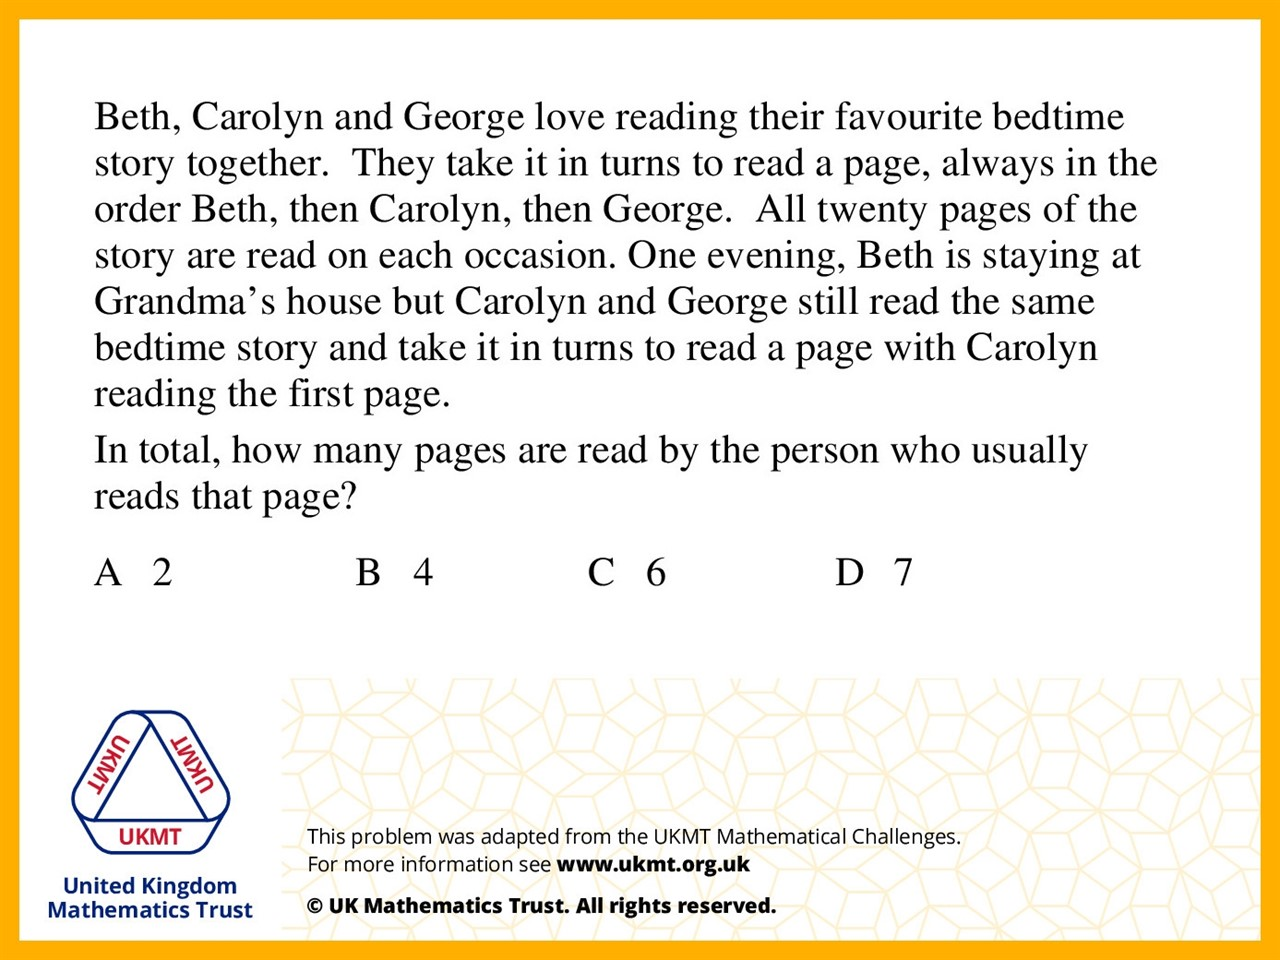 Beth, Carolyn and George love reading their favourite bedtime
story together. They take it in turns to read a page, always in the
order Beth, then Carolyn, then George. All twenty pages of the
story are read on each occasion. One evening, Beth is staying at
Grandma’s house but Carolyn and George still read the same
bedtime story and take it in turns to read a page with Carolyn
reading the first page.
In total, how many pages are read by the person who usually
reads that page?
A 2 B 4 C 6 D 7
UKMT
UKMT
UKMT
United Kingdom
Mathematics Trust
This problem was adapted from the UKMT Mathematical Challenges.
For more information see www.ukmt.org.uk
© UK Mathematics Trust. All rights reserved.